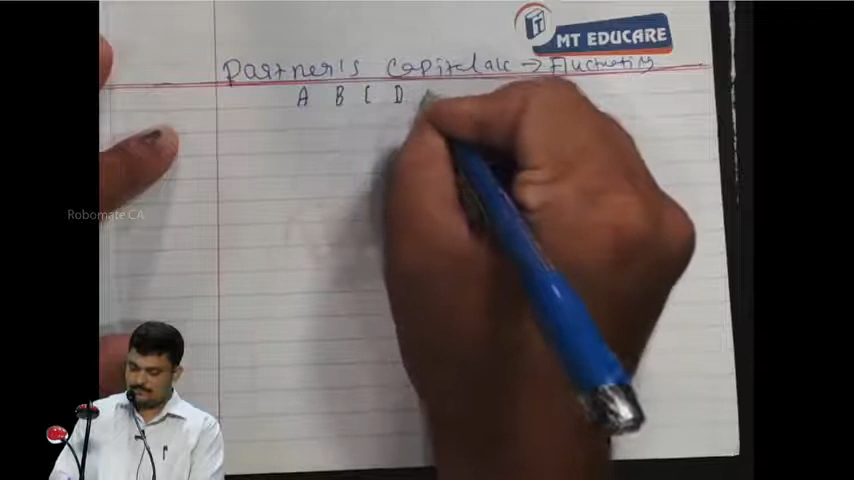 MT EDUCARE
Partner's Capital a/c → Fluctuating
A B C D
Robomate CA